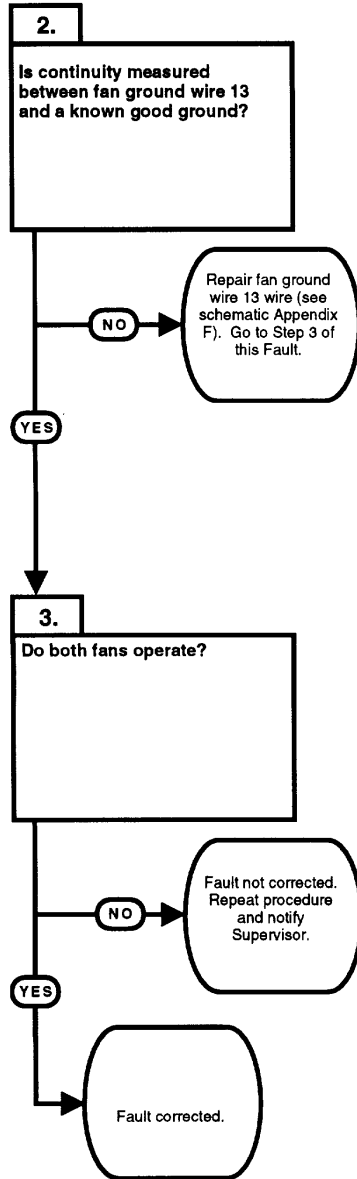 2.
Is continuity measured
between fan ground wire 13
and a known good ground?
Repair fan ground
wire 13 wire (see
schematic Appendix
F). Go to Step 3 of
this Fault.
NO
YES
3.
Do both fans operate?
Fault not corrected.
Repeat procedure
and notify
Supervisor.
NO
YES
Fault corrected.